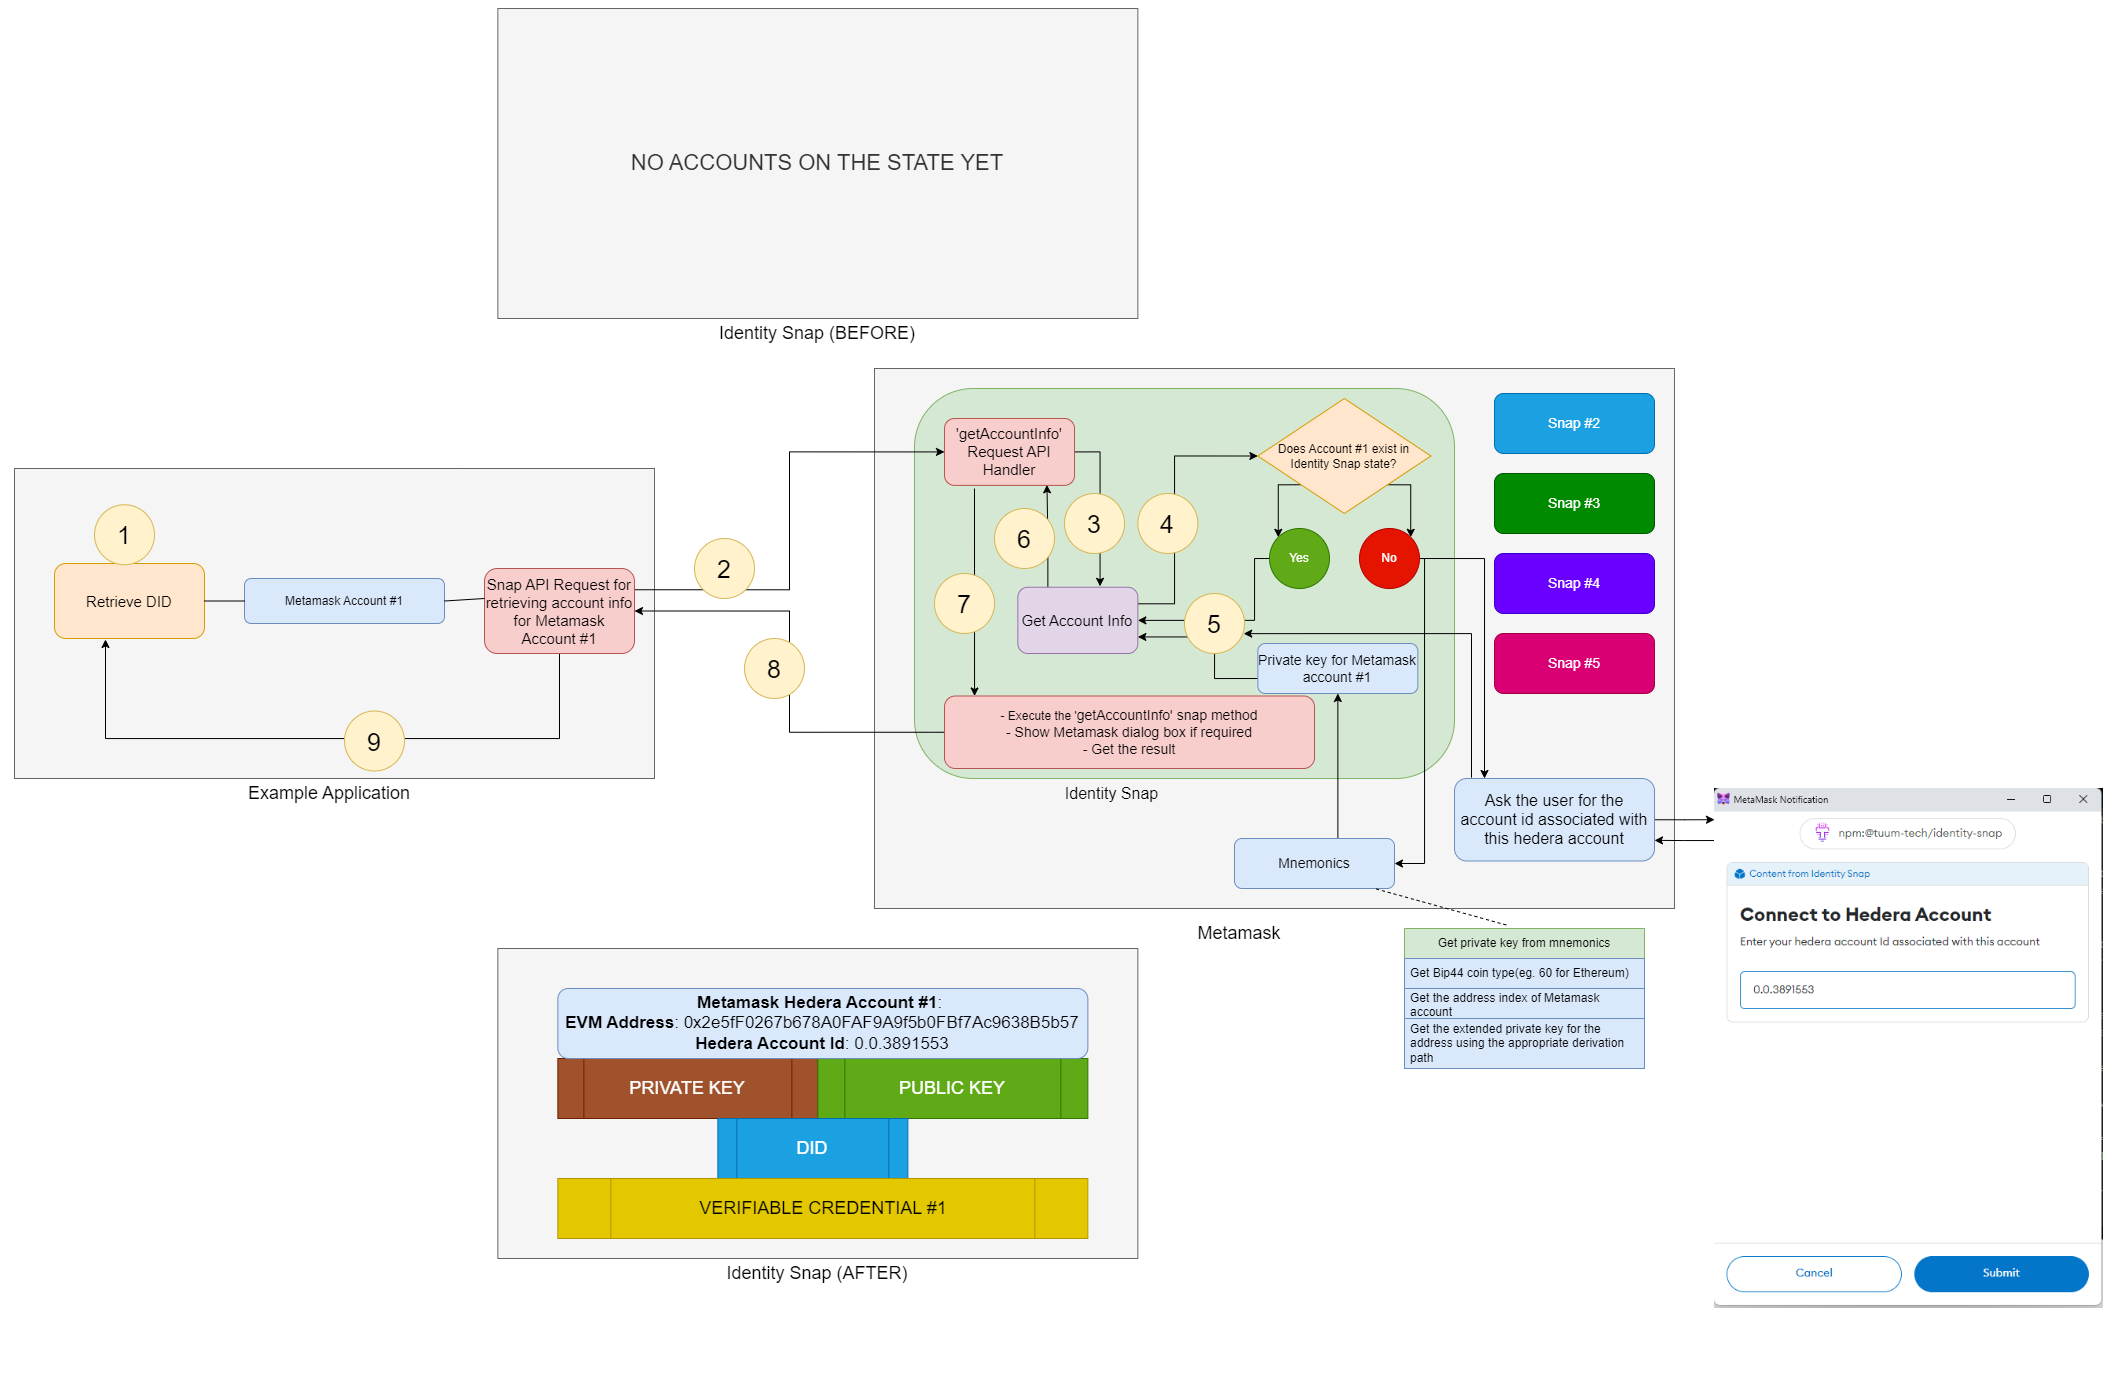 NO ACCOUNTS ON THE STATE YET
Identity Snap (BEFORE)
1
Retrieve DID
Metamask Account #1
Snap API Request for
retrieving account info
for Metamask
Account #1
9
Example Application
2
8
'getAccountInfo'
Request API
Handler
3
4
6
7
5
Does Account #1 exist in
Identity Snap state?
Yes
No
Get Account Info
Private key for Metamask
account #1
- Execute the 'getAccountInfo' snap method
- Show Metamask dialog box if required
- Get the result
Identity Snap
Snap #2
Snap #3
Snap #4
Snap #5
Ask the user for the
account id associated with
this hedera account
Mnemonics
Metamask
Get private key from mnemonics
Get Bip44 coin type(eg. 60 for Ethereum)
Get the address index of Metamask
account
Get the extended private key for the
address using the appropriate derivation
path
MetaMask Notification
npm:@tuum-tech/identity-snap
Content from Identity Snap
Connect to Hedera Account
Enter your hedera account Id associated with this account
0.0.3891553
Cancel
Submit
Metamask Hedera Account #1:
EVM Address: 0x2e5fF0267b678A0FAF9A9f5b0FBf7Ac9638B5b57
Hedera Account Id: 0.0.3891553
PRIVATE KEY
PUBLIC KEY
DID
VERIFIABLE CREDENTIAL #1
Identity Snap (AFTER)